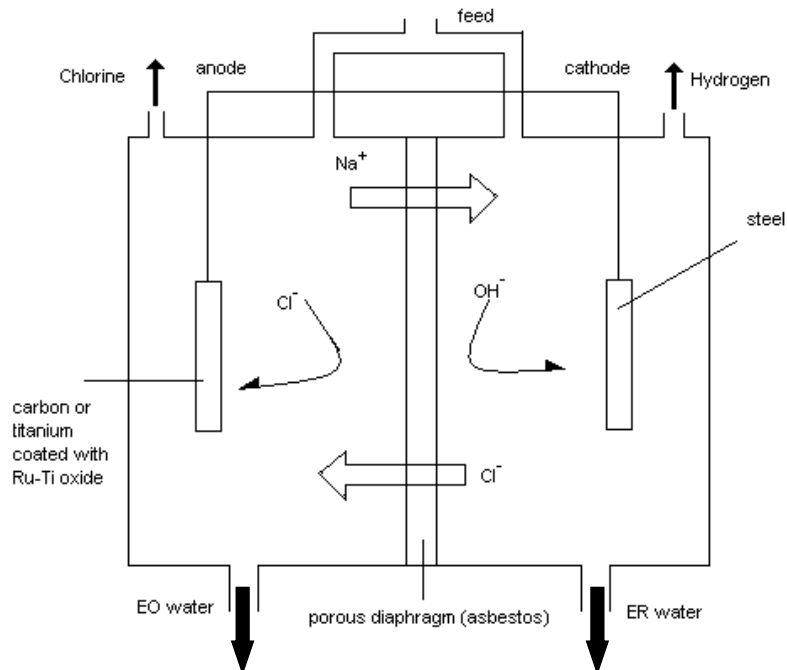 feed
Chlorine
anode
cathode
Hydrogen
Na+
steel
Cl-
OH-
carbon or
titanium
coated with
Ru-Ti oxide
Cl-
EO water
porous diaphragm (asbestos)
ER water